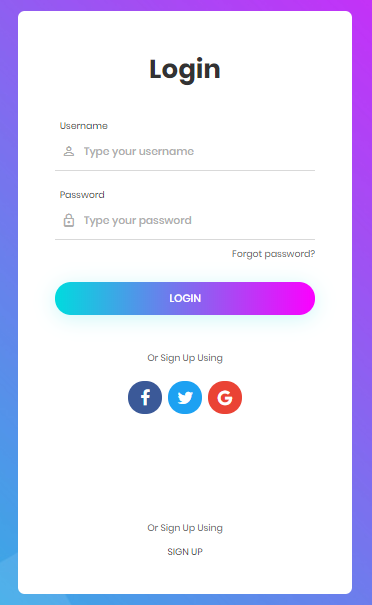 Login
Username
Type your username
Password
Type your password
Forgot password?
LOGIN
Or Sign Up Using
Or Sign Up Using
SIGN UP